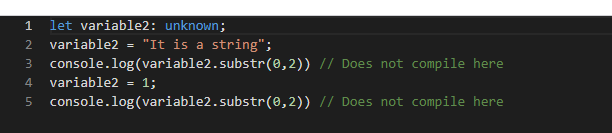 1 let variable2: unknown;
2 variable2 = "It is a string";
3 console.log(variable2.substr(0,2)) // Does not compile here
4 variable2 = 1;
5 console.log(variable2.substr(0,2)) // Does not compile here